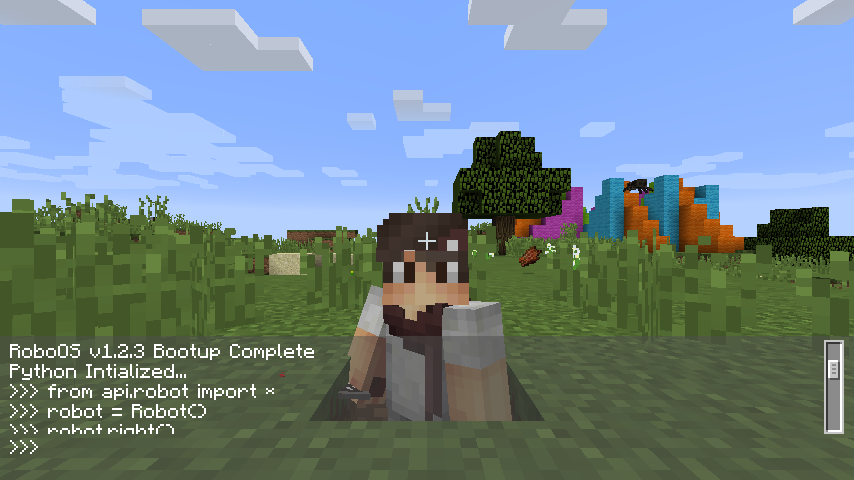 RoboOS v1.2.3 Bootup Complete
Python Intialized...
>>> from api.robot import *
>>> robot = Robot()
>>> robot.right()
>>>